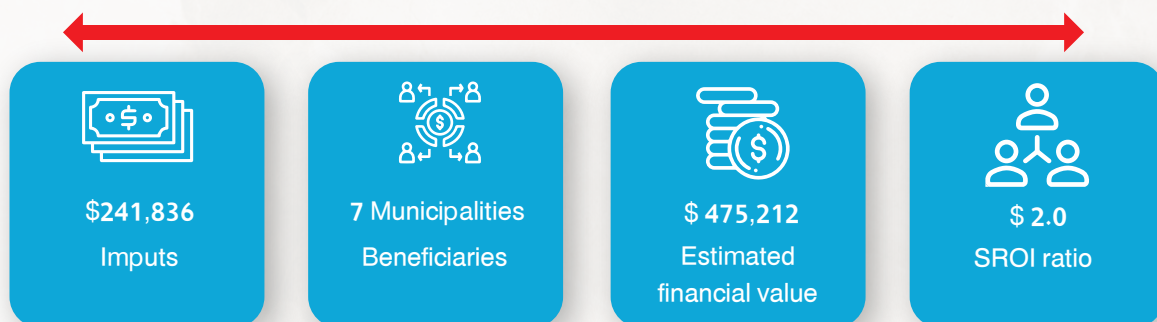 $241,836
Imputs
7 Municipalities
Beneficiaries
$ 475,212
Estimated
financial value
$ 2.0
SROI ratio